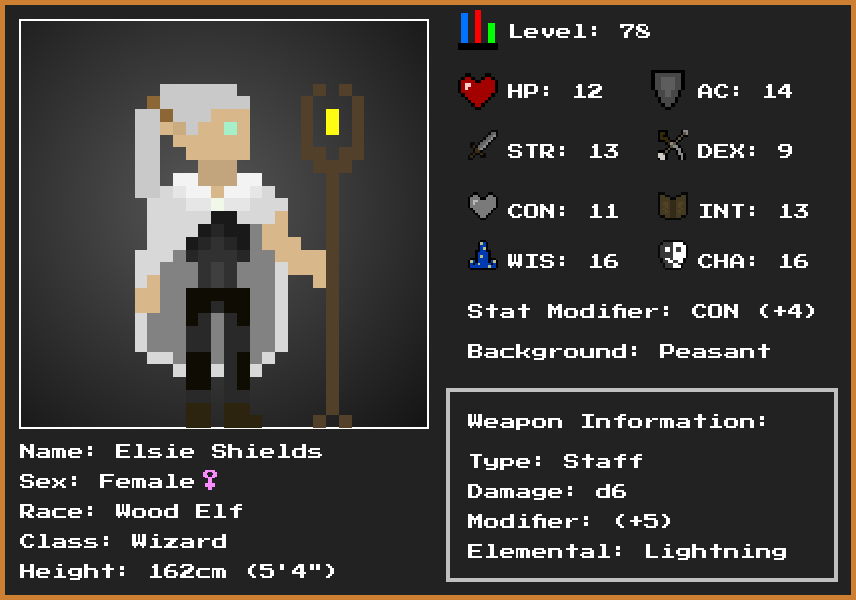 Level: 78
HP: 12 AC: 14
STR: 13 DEX: 9
CON: 11 INT: 13
WIS: 16 CHA: 16
Stat Modifier: CON (+4)
Background: Peasant
Name: Elsie Shields
Sex: Female♀
Race: Wood Elf
Class: Wizard
Height: 162cm (5'4")
Weapon Information:
Type: Staff
Damage: d6
Modifier: (+5)
Elemental: Lightning